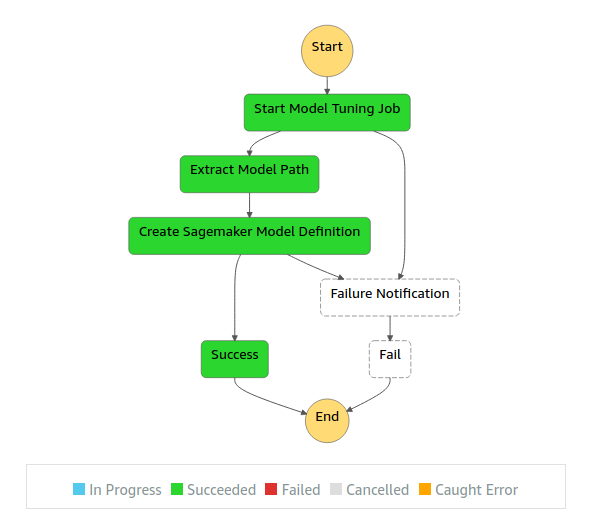 Start
Start Model Tuning Job
Extract Model Path
Create Sagemaker Model Definition
Failure Notification
Success
Fail
End
In Progress Succeeded Failed Cancelled Caught Error